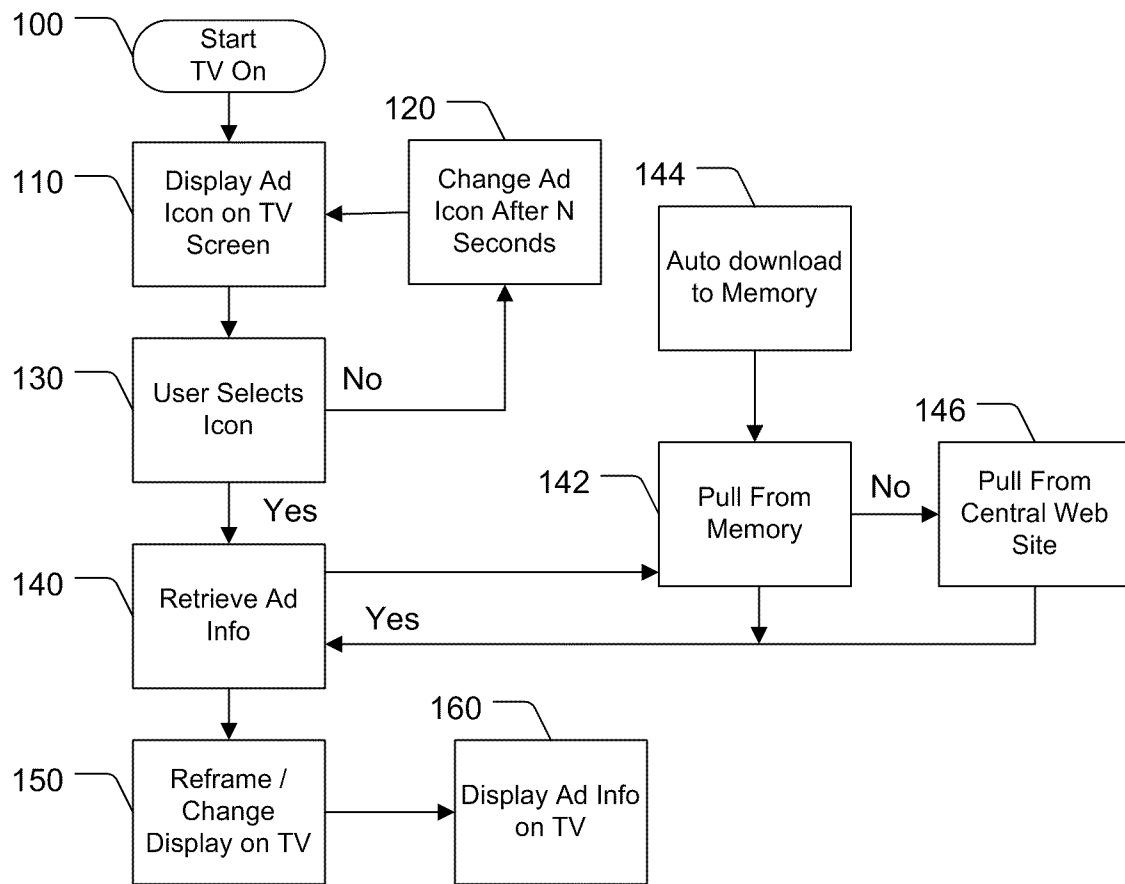 100
Start
TV On
120
110
Display Ad
Icon on TV
Screen
Change Ad
Icon After N
Seconds
144
Auto download
to Memory
130
User Selects
Icon
No
146
142
Pull From
Memory
No
Pull From
Central Web
Site
Yes
140
Retrieve Ad
Info
Yes
160
150
Reframe /
Change
Display on TV
Display Ad Info
on TV